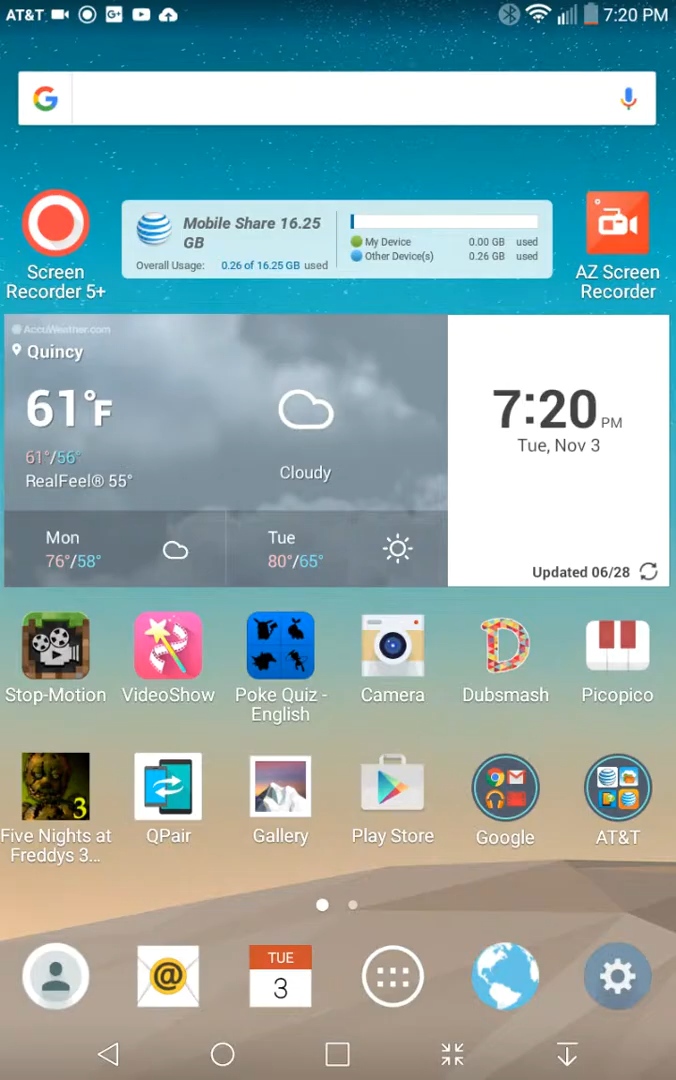 AT&T G+ 7:20 PM
G
Mobile Share 16.25
GB
Overall Usage: 0.26 of 16.25 GB used
My Device 0.00 GB used
Other Device(s) 0.26 GB used
Screen
Recorder 5+
AZ Screen
Recorder
AccuWeather.com
Quincy
61°F
61°/56°
RealFeel® 55°
Cloudy
7:20 PM
Tue, Nov 3
Mon
76°/58°
Tue
80°/65°
Updated 06/28
Stop-Motion
VideoShow
Poke Quiz -
English
Camera
D
Dubsmash
Picopico
3
Five Nights at
Freddys 3...
QPair
Gallery
Play Store
Google
AT&T
@
TUE
3